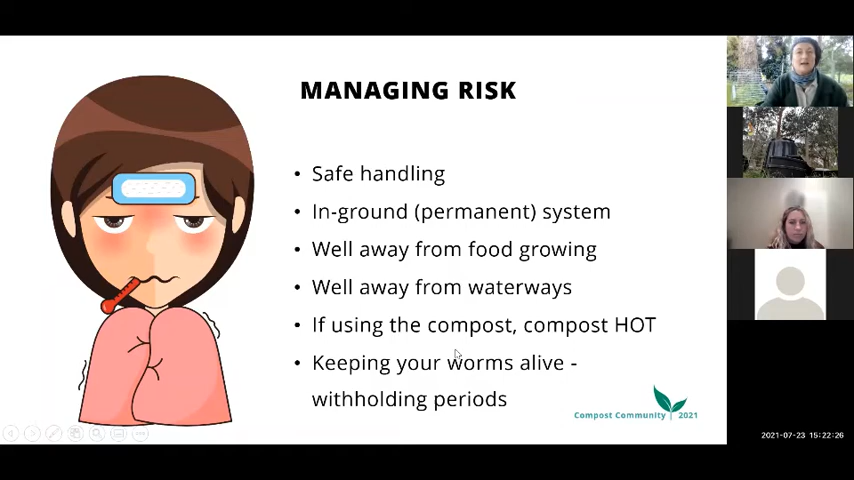 MANAGING RISK
• Safe handling
• In-ground (permanent) system
• Well away from food growing
• Well away from waterways
• If using the compost, compost HOT
• Keeping your worms alive -
withholding periods
Compost Community | 2021
2021-07-23 15:22:26